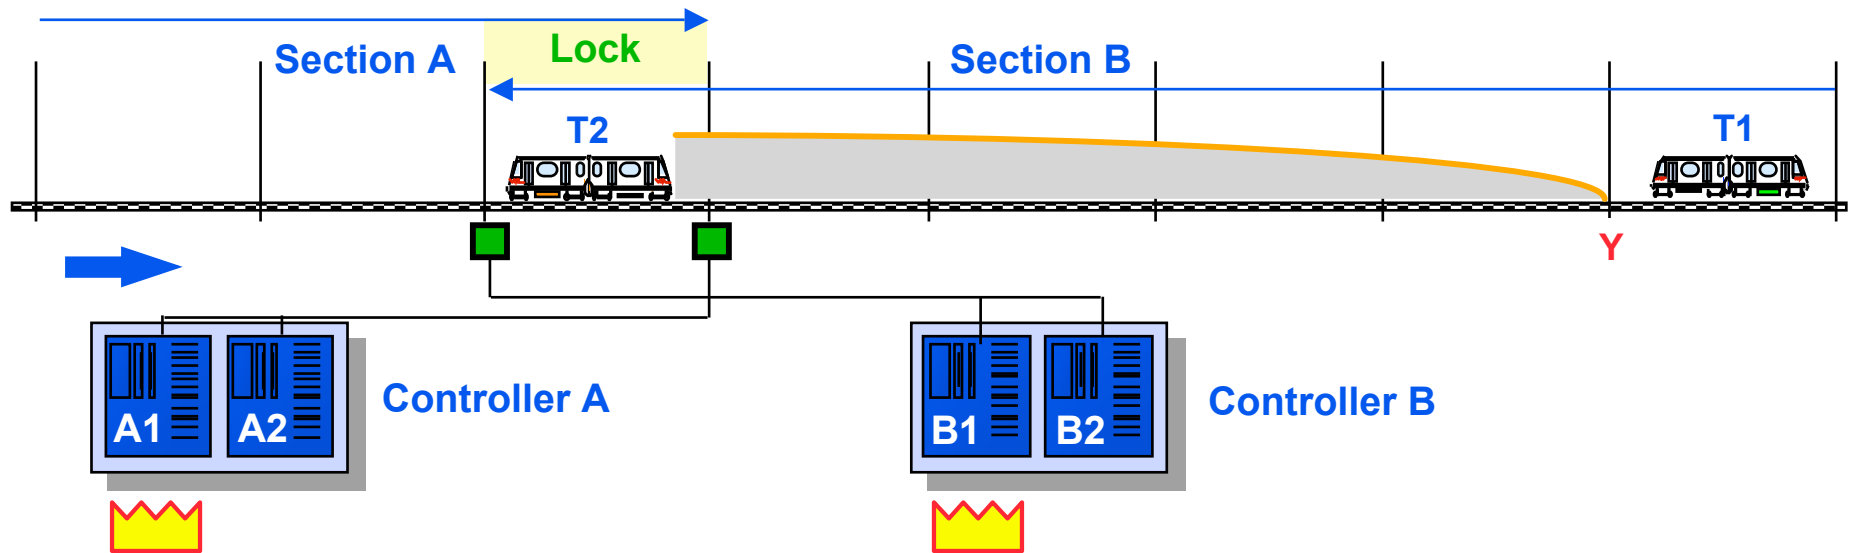 Lock
Section A
Section B
T2
T1
Y
A1
A2
Controller A
B1
B2
Controller B